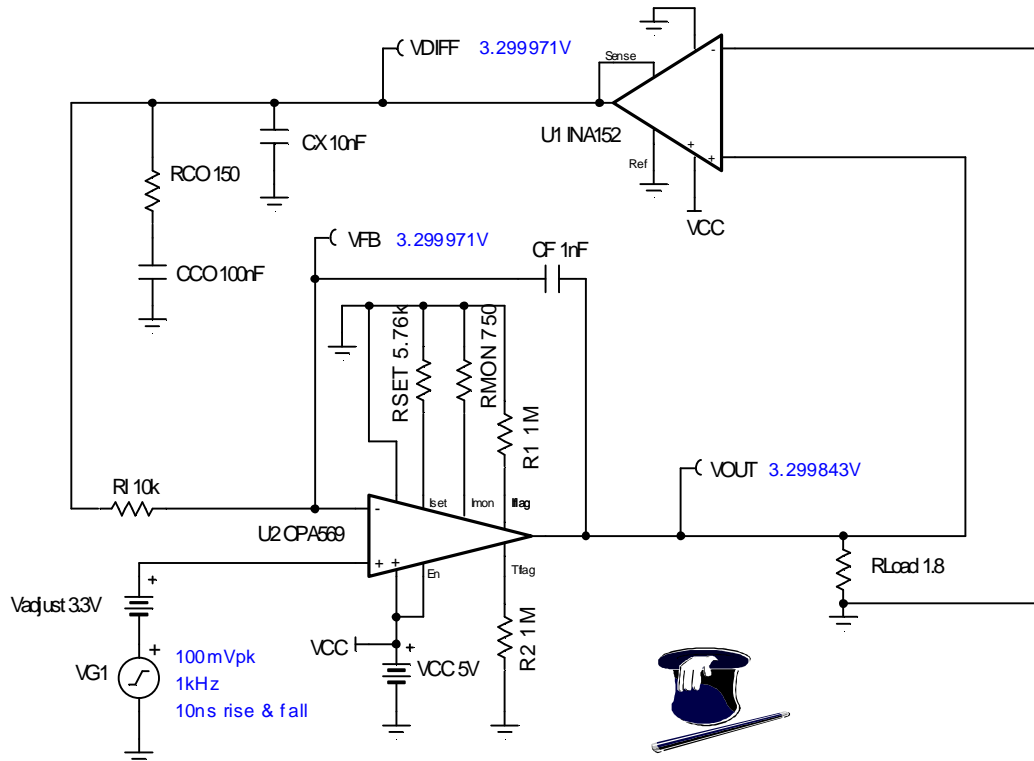 VDIFF 3.299971V
Sense
-
U1 INA152
CX 10nF
RCO 150
Ref
+
+
VCC
VFB 3.299971V
CF 1nF
CCO 100nF
RSET 5.76k
RMON 750
R1 1M
VOUT 3.299843V
RI 10k
-
Iset
Imon
Iflag
U2 OPA569
+
+
En
Tflag
RLoad 1.8
+
Vadjust 3.3V
+
VG1
100mVpk
1kHz
10ns rise & fall
VCC
+
VCC 5V
R2 1M